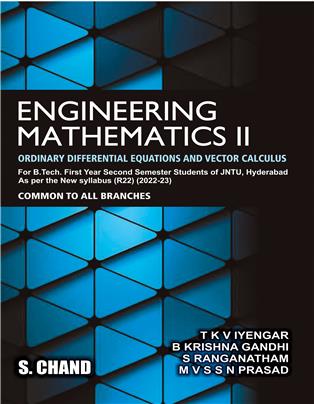 ENGINEERING
MATHEMATICS II
ORDINARY DIFFERENTIAL EQUATIONS AND VECTOR CALCULUS
For B.Tech. First Year Second Semester Students of JNTU, Hyderabad
As per the New syllabus (R22) (2022-23)
COMMON TO ALL BRANCHES
T K V IYENGAR
B KRISHNA GANDHI
S RANGANATHAM
M V S S N PRASAD
S. CHAND